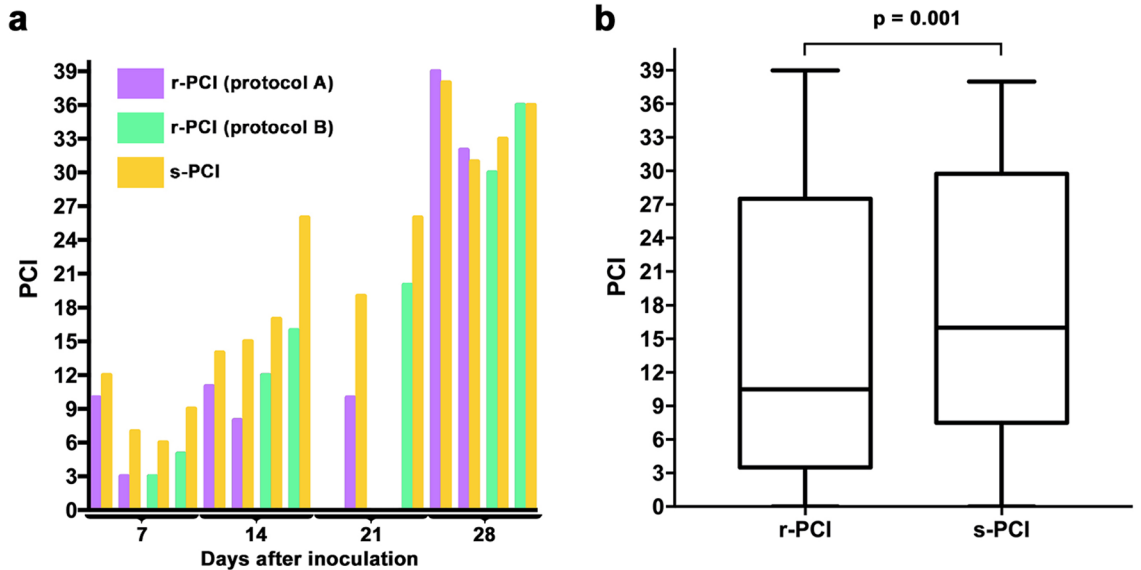 a
39
36
33
30
27
24
21
18
15
12
9
6
3
0
PCI
r-PCI (protocol A)
r-PCI (protocol B)
s-PCI
7 14 21 28
Days after inoculation
b
p = 0.001
39
36
33
30
27
24
21
18
15
12
9
6
3
0
PCI
r-PCI s-PCI